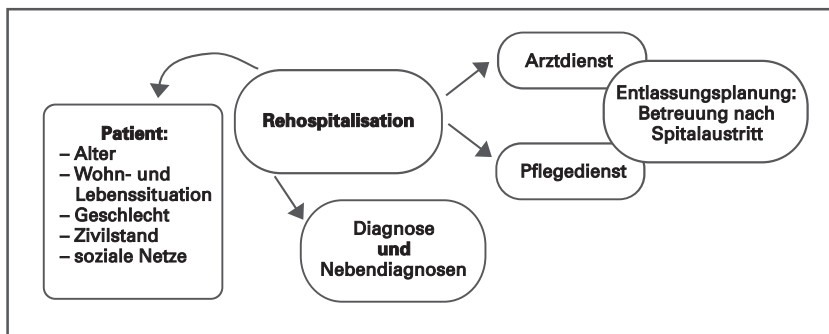 Patient:
– Alter
– Wohn- und
Lebenssituation
– Geschlecht
– Zivilstand
– soziale Netze
Rehospitalisation
Diagnose
und
Nebendiagnosen
Arztdienst
Pflegedienst
Entlassungsplanung:
Betreuung nach
Spitalaustritt